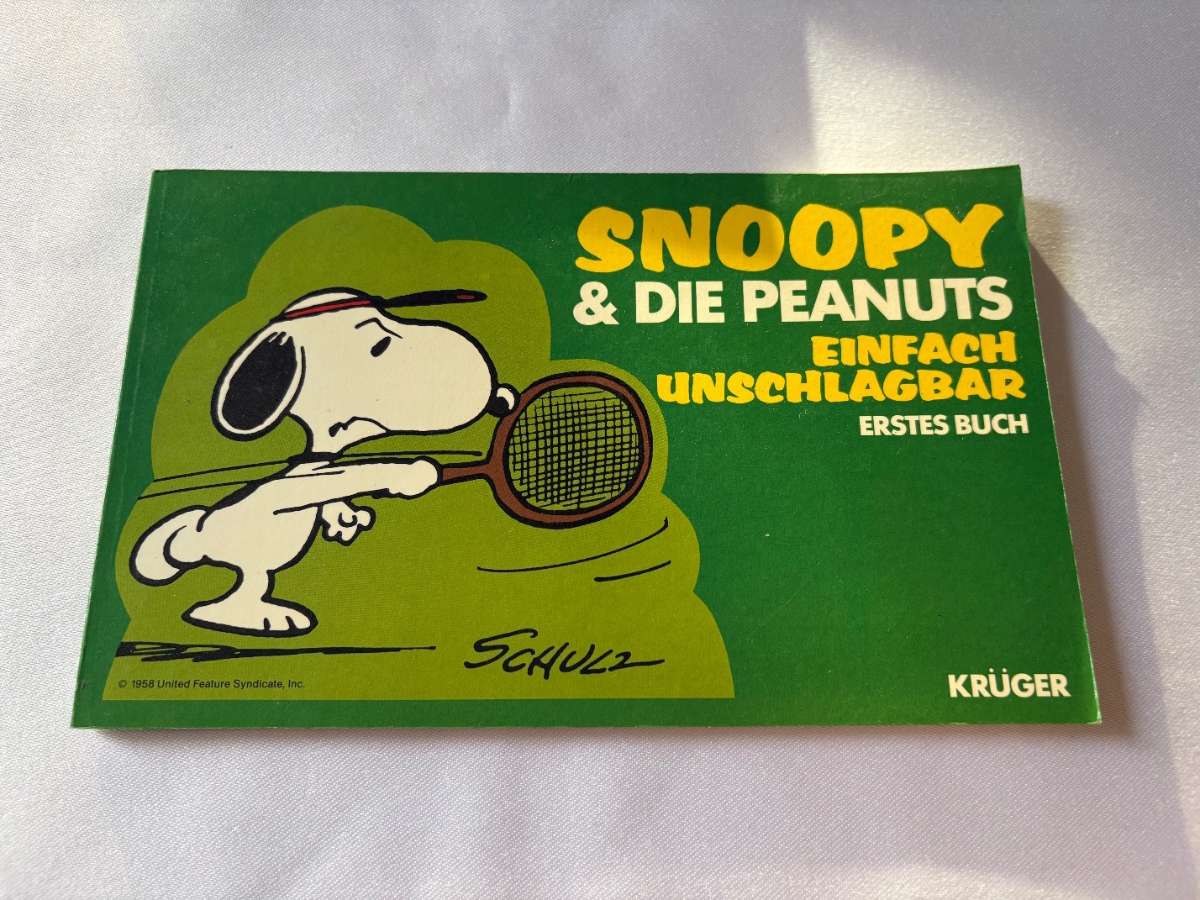 SNOOPY
& DIE PEANUTS
EINFACH
UNSCHLAGBAR
ERSTES BUCH
SCHULZ
© 1958 United Feature Syndicate, Inc.
KRÜGER